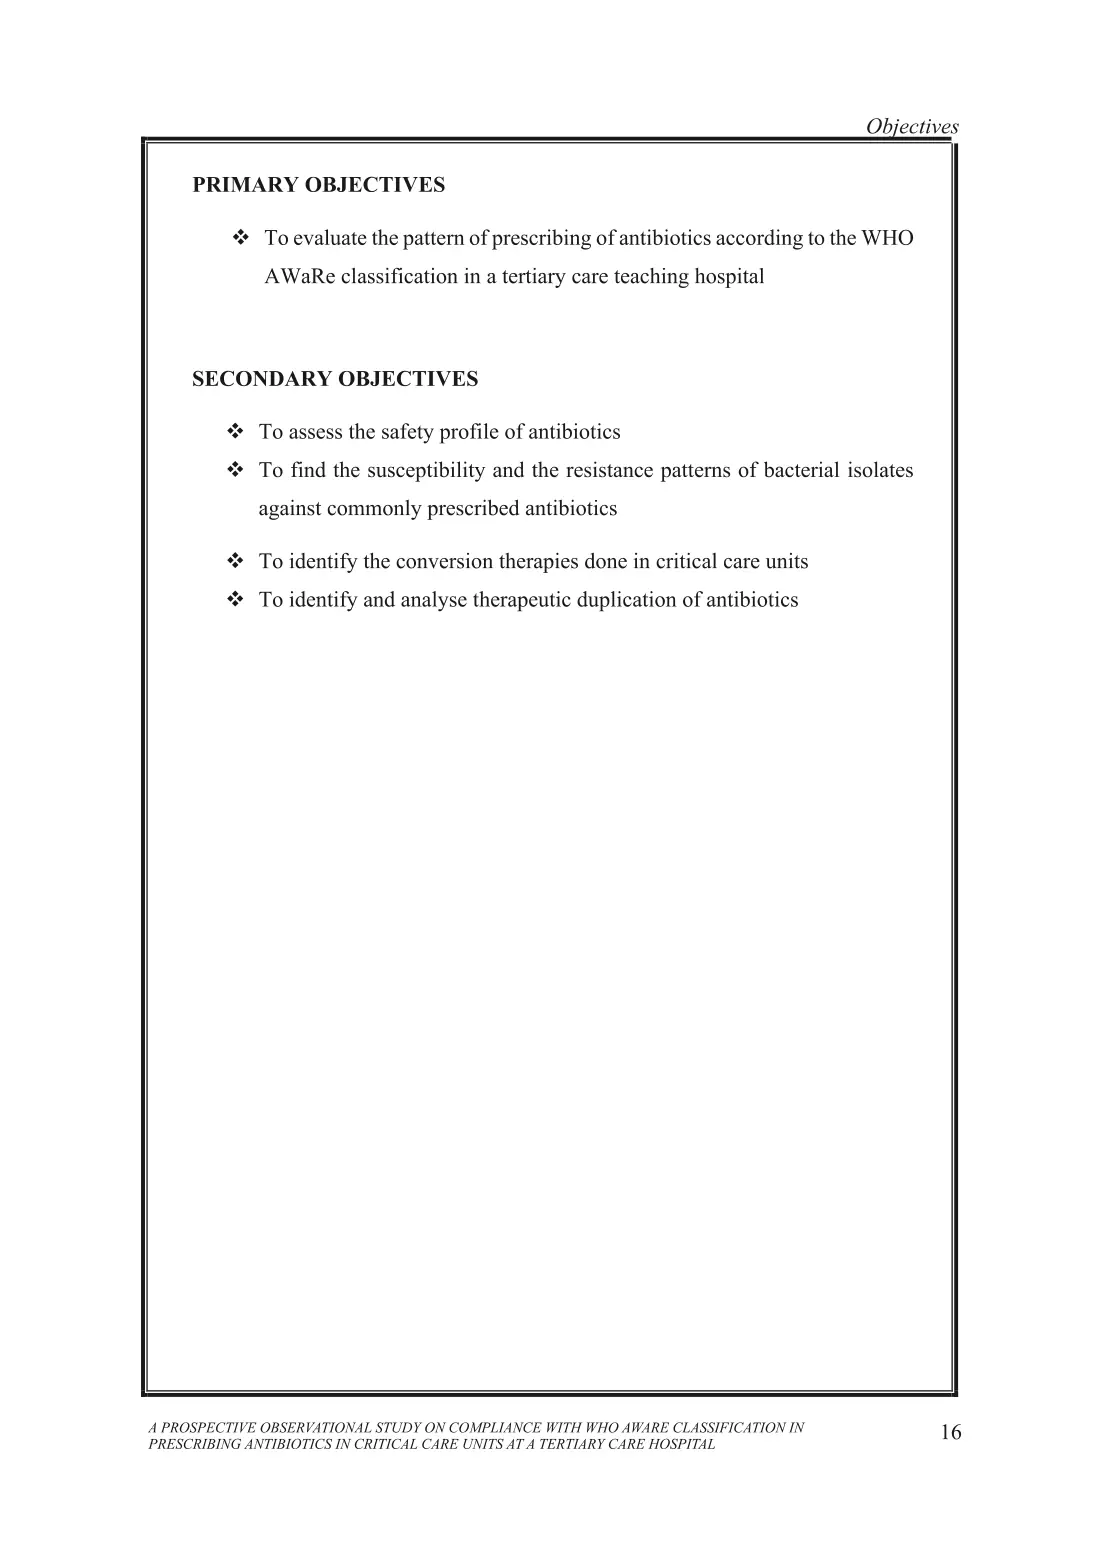 Objectives
PRIMARY OBJECTIVES
❖ To evaluate the pattern of prescribing of antibiotics according to the WHO
AWaRe classification in a tertiary care teaching hospital
SECONDARY OBJECTIVES
❖ To assess the safety profile of antibiotics
❖ To find the susceptibility and the resistance patterns of bacterial isolates
against commonly prescribed antibiotics
❖ To identify the conversion therapies done in critical care units
❖ To identify and analyse therapeutic duplication of antibiotics
A PROSPECTIVE OBSERVATIONAL STUDY ON COMPLIANCE WITH WHO AWARE CLASSIFICATION IN
PRESCRIBING ANTIBIOTICS IN CRITICAL CARE UNITS AT A TERTIARY CARE HOSPITAL
16